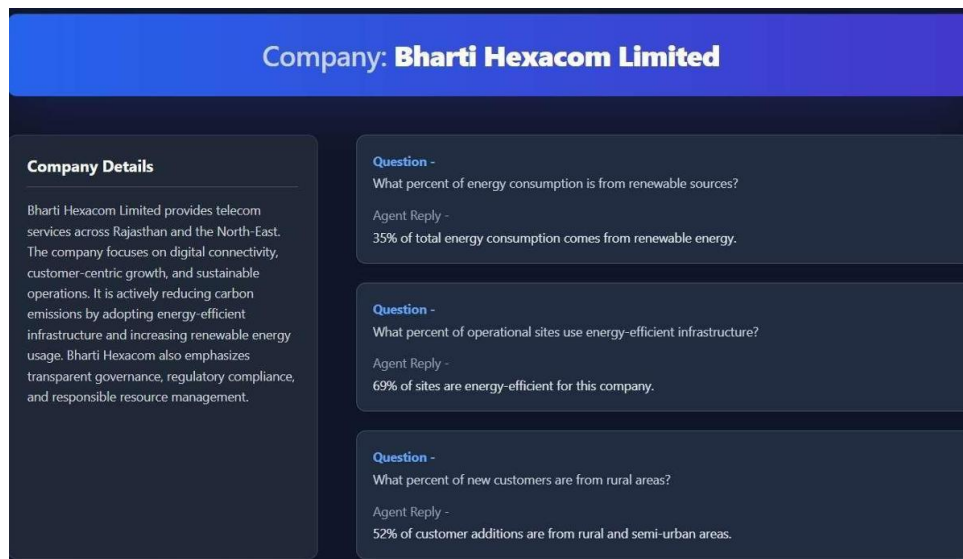 Company: Bharti Hexacom Limited
Company Details
Bharti Hexacom Limited provides telecom
services across Rajasthan and the North-East.
The company focuses on digital connectivity,
customer-centric growth, and sustainable
operations. It is actively reducing carbon
emissions by adopting energy-efficient
infrastructure and increasing renewable energy
usage. Bharti Hexacom also emphasizes
transparent governance, regulatory compliance,
and responsible resource management.
Question -
What percent of energy consumption is from renewable sources?
Agent Reply -
35% of total energy consumption comes from renewable energy.
Question -
What percent of operational sites use energy-efficient infrastructure?
Agent Reply -
69% of sites are energy-efficient for this company.
Question -
What percent of new customers are from rural areas?
Agent Reply -
52% of customer additions are from rural and semi-urban areas.